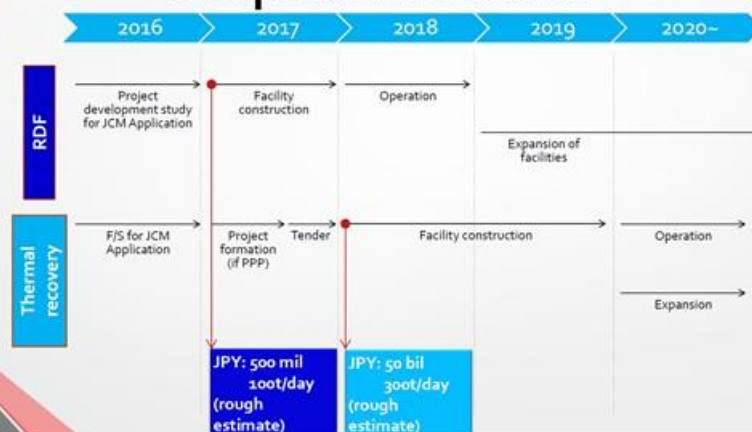 2016 2017 2018 2019 2020~
RDF
Project
development study
for JCM Application
Facility
construction
Operation
Expansion of
facilities
Thermal
recovery
F/S for JCM
Application
Project
formation
(if PPP)
Tender
Facility construction
Operation
Expansion
JPY: 500 mil
100t/day
(rough
estimate)
JPY: 50 bil
300t/day
(rough
estimate)